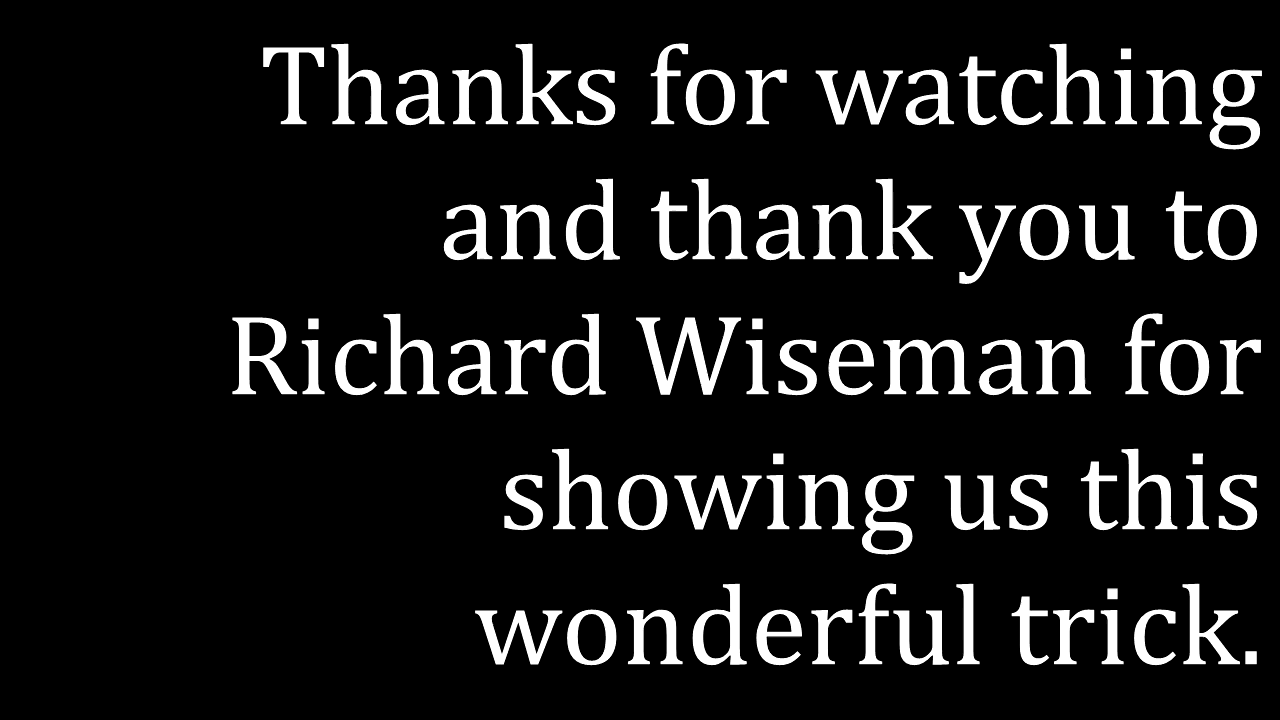 Thanks for watching
and thank you to
Richard Wiseman for
showing us this
wonderful trick.